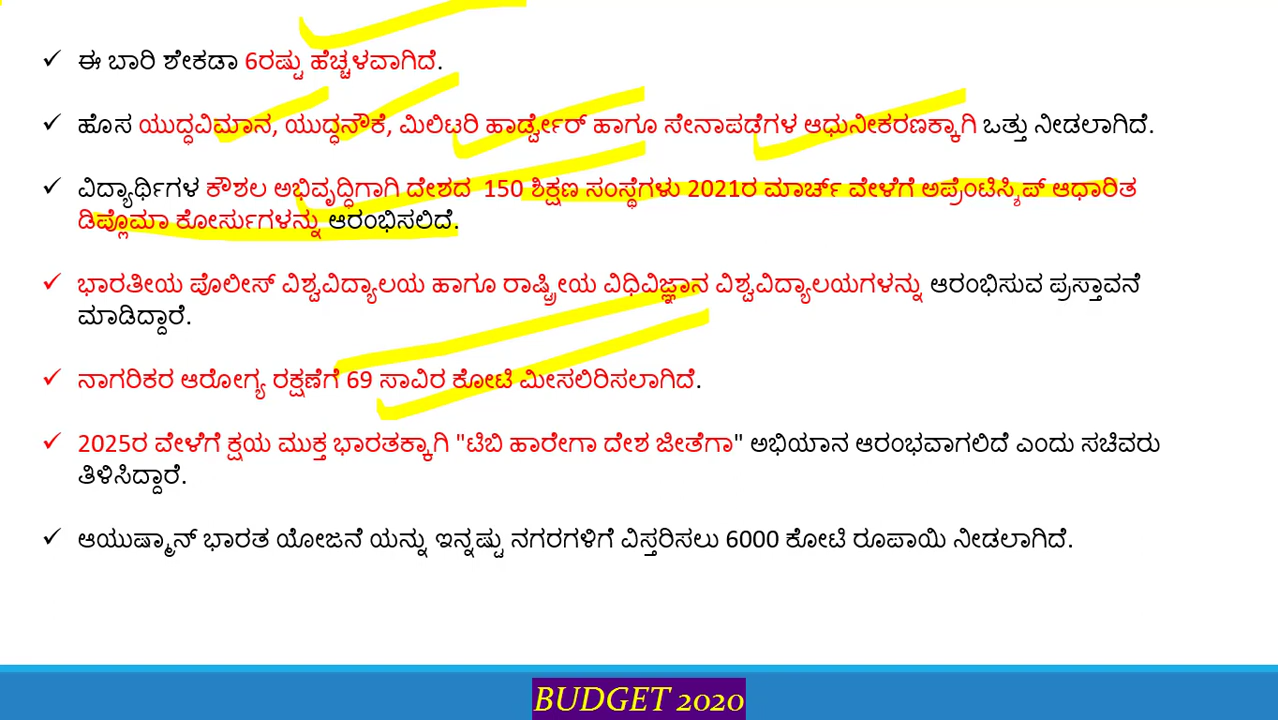 ಈ ಬಾರಿ ಶೇಕಡಾ 6ರಷ್ಟು ಹೆಚ್ಚಳವಾಗಿದೆ.
ಹೊಸ ಯುದ್ಧವಿಮಾನ, ಯುದ್ಧನೌಕೆ, ಮಿಲಿಟರಿ ಹಾರ್ಡ್ವೇರ್ ಹಾಗೂ ಸೇನಾಪಡೆಗಳ ಆಧುನೀಕರಣಕ್ಕಾಗಿ ಒತ್ತು ನೀಡಲಾಗಿದೆ.
ವಿದ್ಯಾರ್ಥಿಗಳ ಕೌಶಲ ಅಭಿವೃದ್ಧಿಗಾಗಿ ದೇಶದ 150 ಶಿಕ್ಷಣ ಸಂಸ್ಥೆಗಳು 2021ರ ಮಾರ್ಚ್ ವೇಳೆಗೆ ಅಪ್ರೆಂಟಿಸ್ಶಿಪ್ ಆಧಾರಿತ
ಡಿಪ್ಲೊಮಾ ಕೋರ್ಸುಗಳನ್ನು ಆರಂಭಿಸಲಿದೆ.
ಭಾರತೀಯ ಪೊಲೀಸ್ ವಿಶ್ವವಿದ್ಯಾಲಯ ಹಾಗೂ ರಾಷ್ಟ್ರೀಯ ವಿಧಿವಿಜ್ಞಾನ ವಿಶ್ವವಿದ್ಯಾಲಯಗಳನ್ನು ಆರಂಭಿಸುವ ಪ್ರಸ್ತಾವನೆ
ಮಾಡಿದ್ದಾರೆ.
ನಾಗರಿಕರ ಆರೋಗ್ಯ ರಕ್ಷಣೆಗೆ 69 ಸಾವಿರ ಕೋಟಿ ಮೀಸಲಿರಿಸಲಾಗಿದೆ.
2025ರ ವೇಳೆಗೆ ಕ್ಷಯ ಮುಕ್ತ ಭಾರತಕ್ಕಾಗಿ "ಟಿಬಿ ಹಾರೇಗಾ ದೇಶ ಜೀತೆಗಾ" ಅಭಿಯಾನ ಆರಂಭವಾಗಲಿದೆ ಎಂದು ಸಚಿವರು
ತಿಳಿಸಿದ್ದಾರೆ.
ಆಯುಷ್ಮಾನ್ ಭಾರತ ಯೋಜನೆ ಯನ್ನು ಇನ್ನಷ್ಟು ನಗರಗಳಿಗೆ ವಿಸ್ತರಿಸಲು 6000 ಕೋಟಿ ರೂಪಾಯಿ ನೀಡಲಾಗಿದೆ.
BUDGET 2020